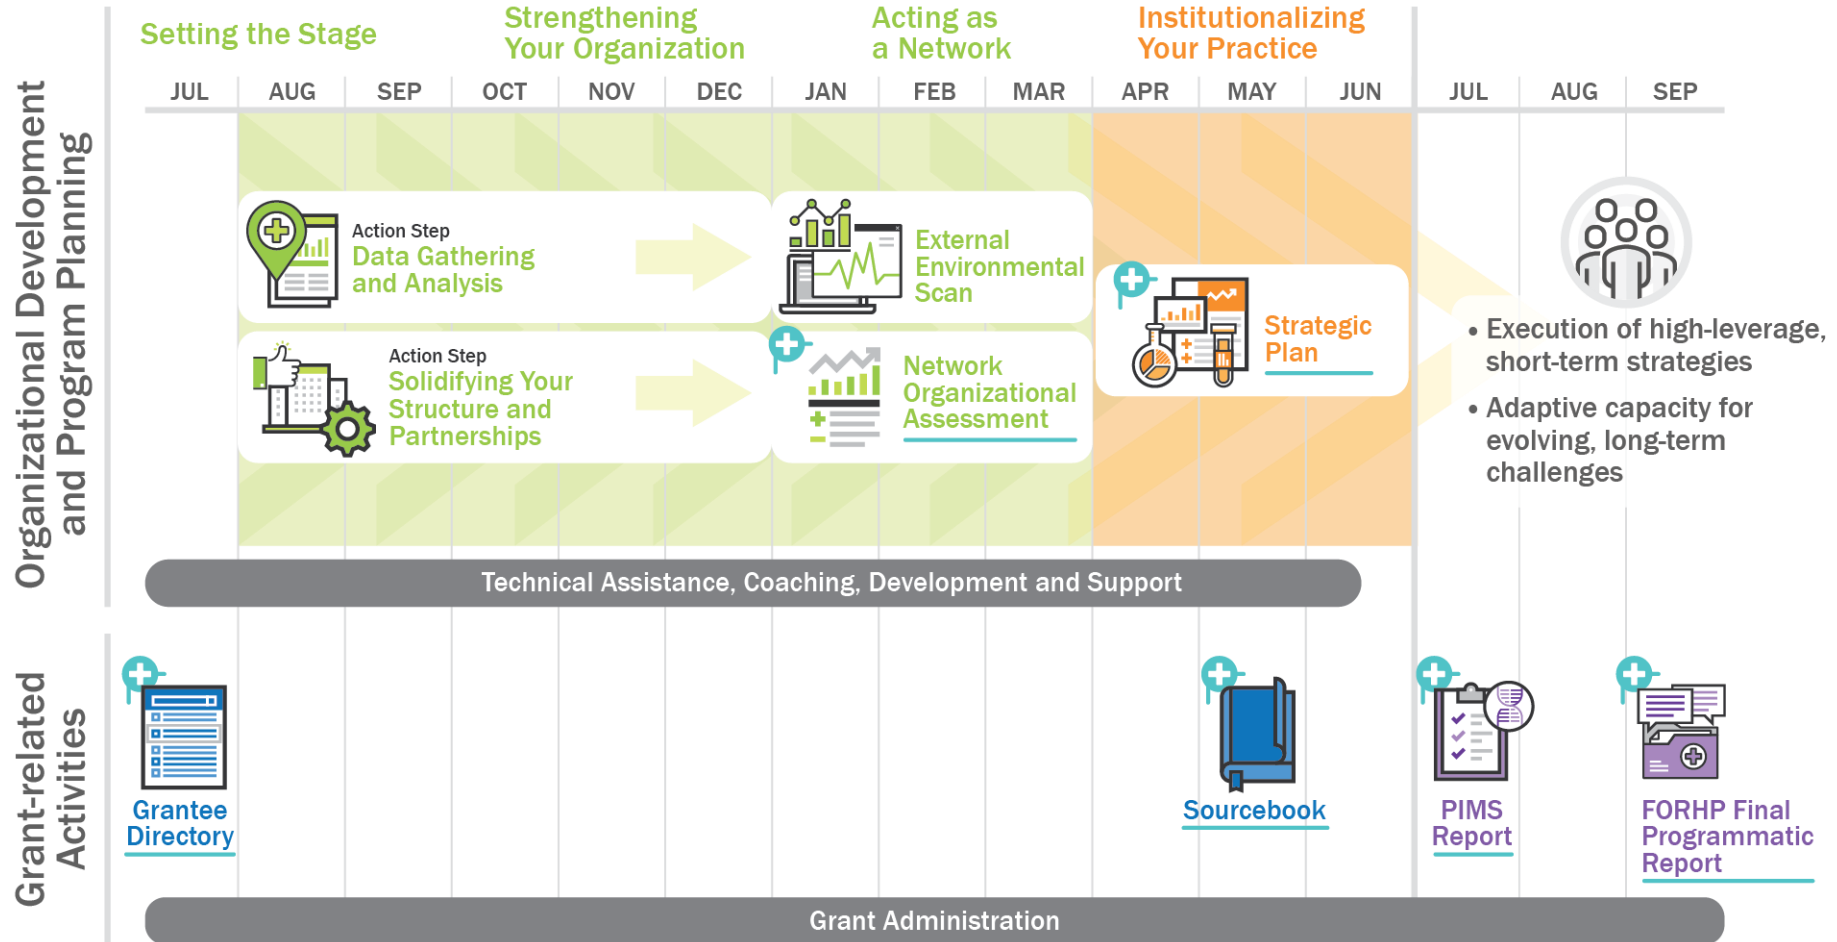 Organizational Development
and Program Planning
Setting the Stage
Strengthening
Your Organization
Acting as
a Network
Institutionalizing
Your Practice
JUL AUG SEP OCT NOV DEC JAN FEB MAR APR MAY JUN JUL AUG SEP
Action Step
Data Gathering
and Analysis
External
Environmental
Scan
Action Step
Solidifying Your
Structure and
Partnerships
Network
Organizational
Assessment
Strategic
Plan
• Execution of high-leverage,
short-term strategies
• Adaptive capacity for
evolving, long-term
challenges
Technical Assistance, Coaching, Development and Support
Grant-related
Activities
Grantee
Directory
Sourcebook
PIMS
Report
FORHP Final
Programmatic
Report
Grant Administration